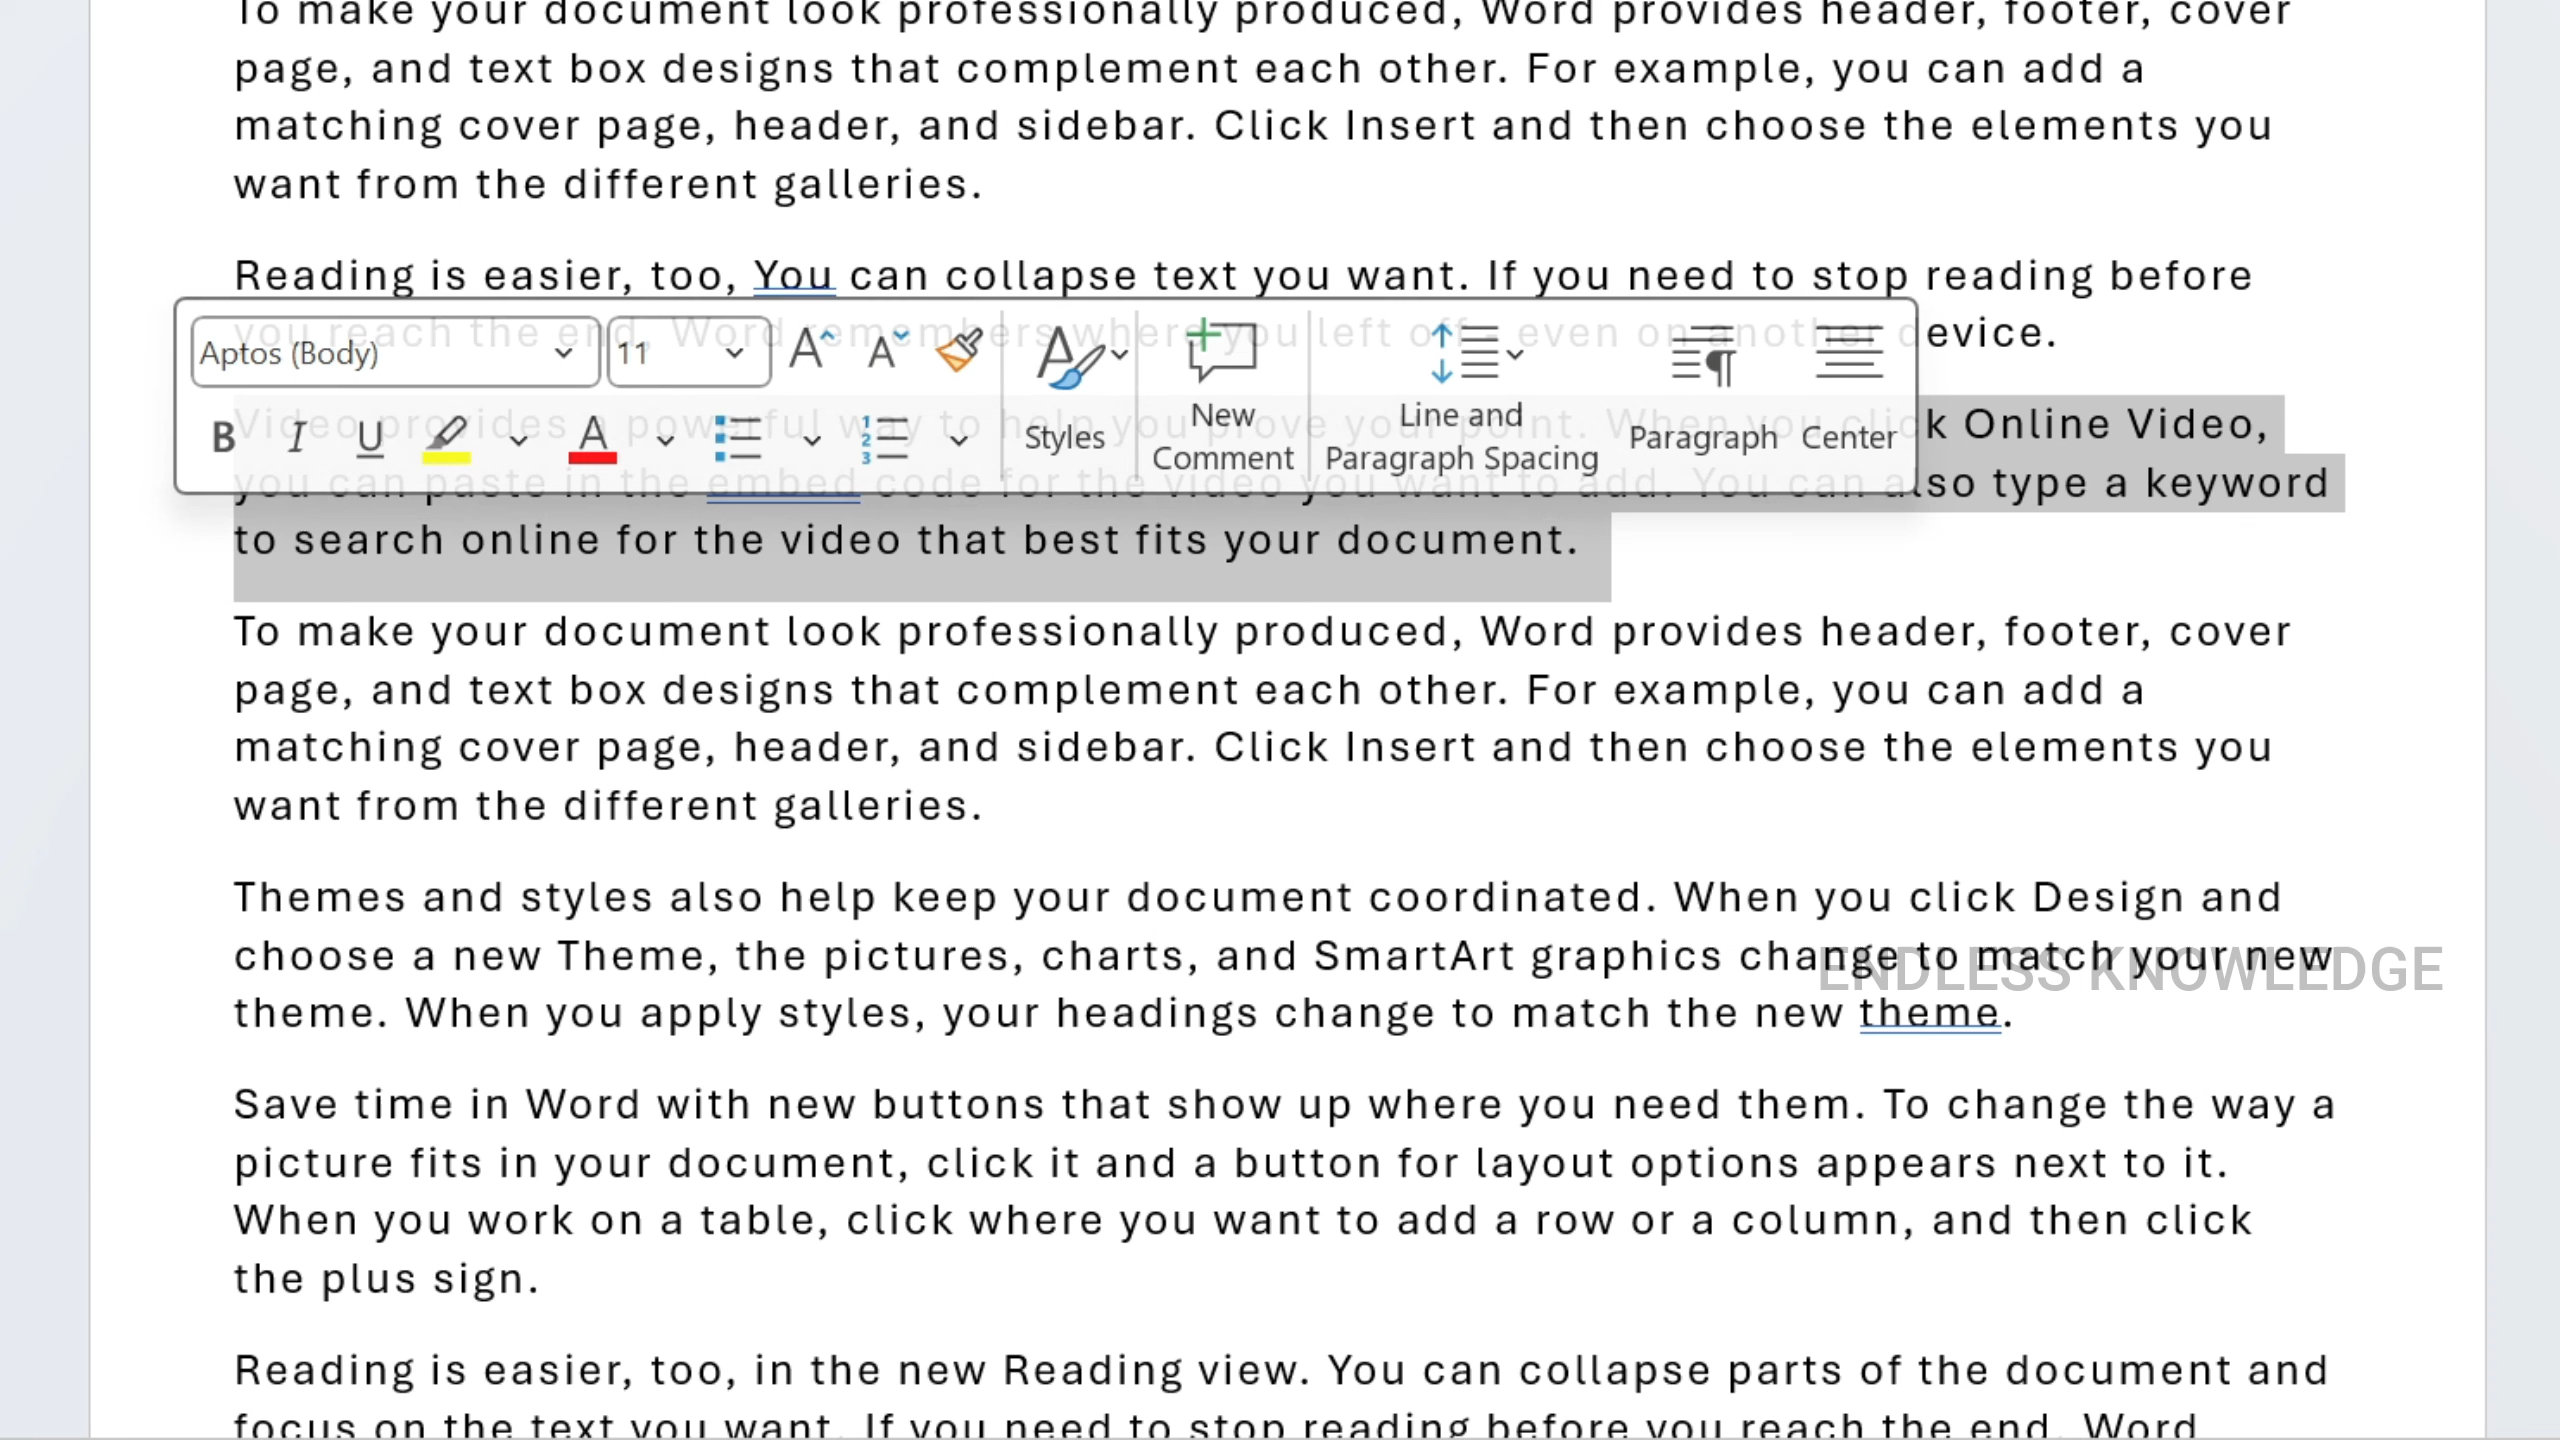 To make your document look professionally produced, Word provides header, footer, cover
page, and text box designs that complement each other. For example, you can add a
matching cover page, header, and sidebar. Click Insert and then choose the elements you
want from the different galleries.
Reading is easier, too, You can collapse text you want. If you need to stop reading before
you reach the end, Word remembers where you left off - even on another device.
Aptos (Body) 11
Video provides a powerful way to help you prove your point. When you click Online Video,
B I U A Styles New Comment Line and Paragraph Spacing Paragraph Center
you can paste in the embed code for the video you want to add. You can also type a keyword
to search online for the video that best fits your document.
To make your document look professionally produced, Word provides header, footer, cover
page, and text box designs that complement each other. For example, you can add a
matching cover page, header, and sidebar. Click Insert and then choose the elements you
want from the different galleries.
Themes and styles also help keep your document coordinated. When you click Design and
choose a new Theme, the pictures, charts, and SmartArt graphics change to match your new
ENDLESS KNOWLEDGE
theme. When you apply styles, your headings change to match the new theme.
Save time in Word with new buttons that show up where you need them. To change the way a
picture fits in your document, click it and a button for layout options appears next to it.
When you work on a table, click where you want to add a row or a column, and then click
the plus sign.
Reading is easier, too, in the new Reading view. You can collapse parts of the document and
focus on the text you want. If you need to stop reading before you reach the end, Word